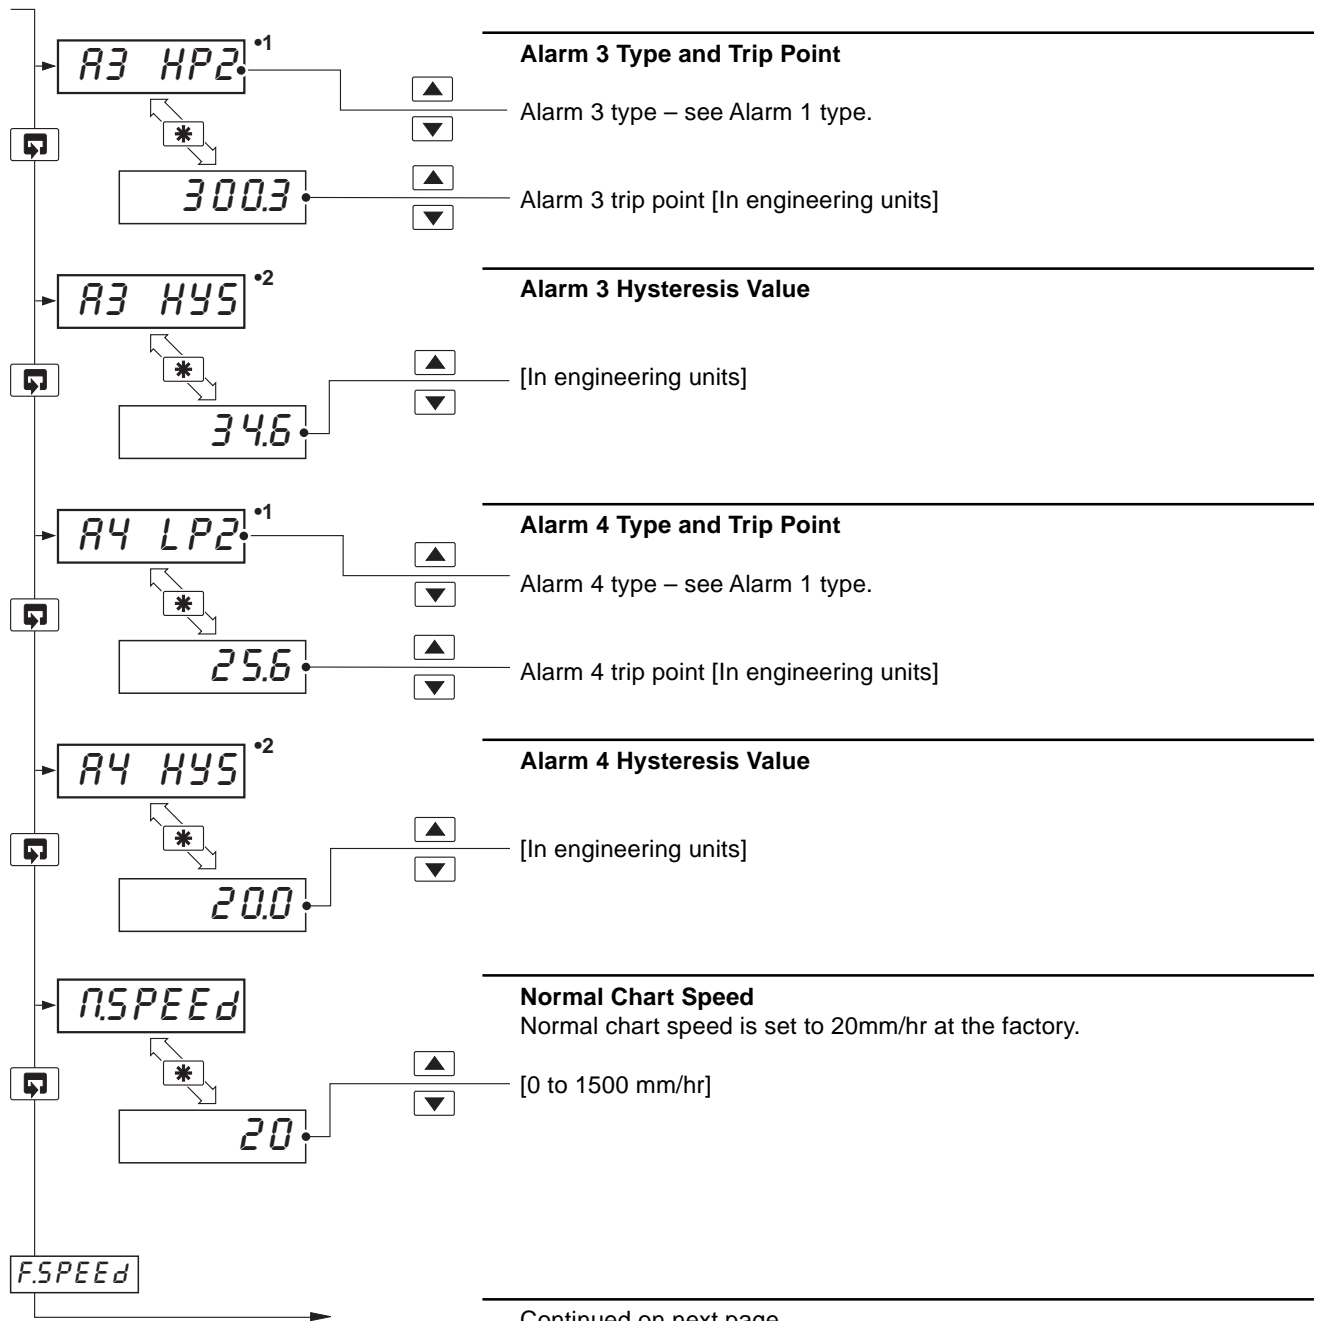 A3 HP2 •1
Alarm 3 Type and Trip Point
Alarm 3 type – see Alarm 1 type.
300.3
Alarm 3 trip point [In engineering units]
A3 HYS •2
Alarm 3 Hysteresis Value
[In engineering units]
34.6
A4 LP2 •1
Alarm 4 Type and Trip Point
Alarm 4 type – see Alarm 1 type.
25.6
Alarm 4 trip point [In engineering units]
A4 HYS •2
Alarm 4 Hysteresis Value
[In engineering units]
20.0
N.SPEEd
Normal Chart Speed
Normal chart speed is set to 20mm/hr at the factory.
[0 to 1500 mm/hr]
20
F.SPEEd
Continued on next page